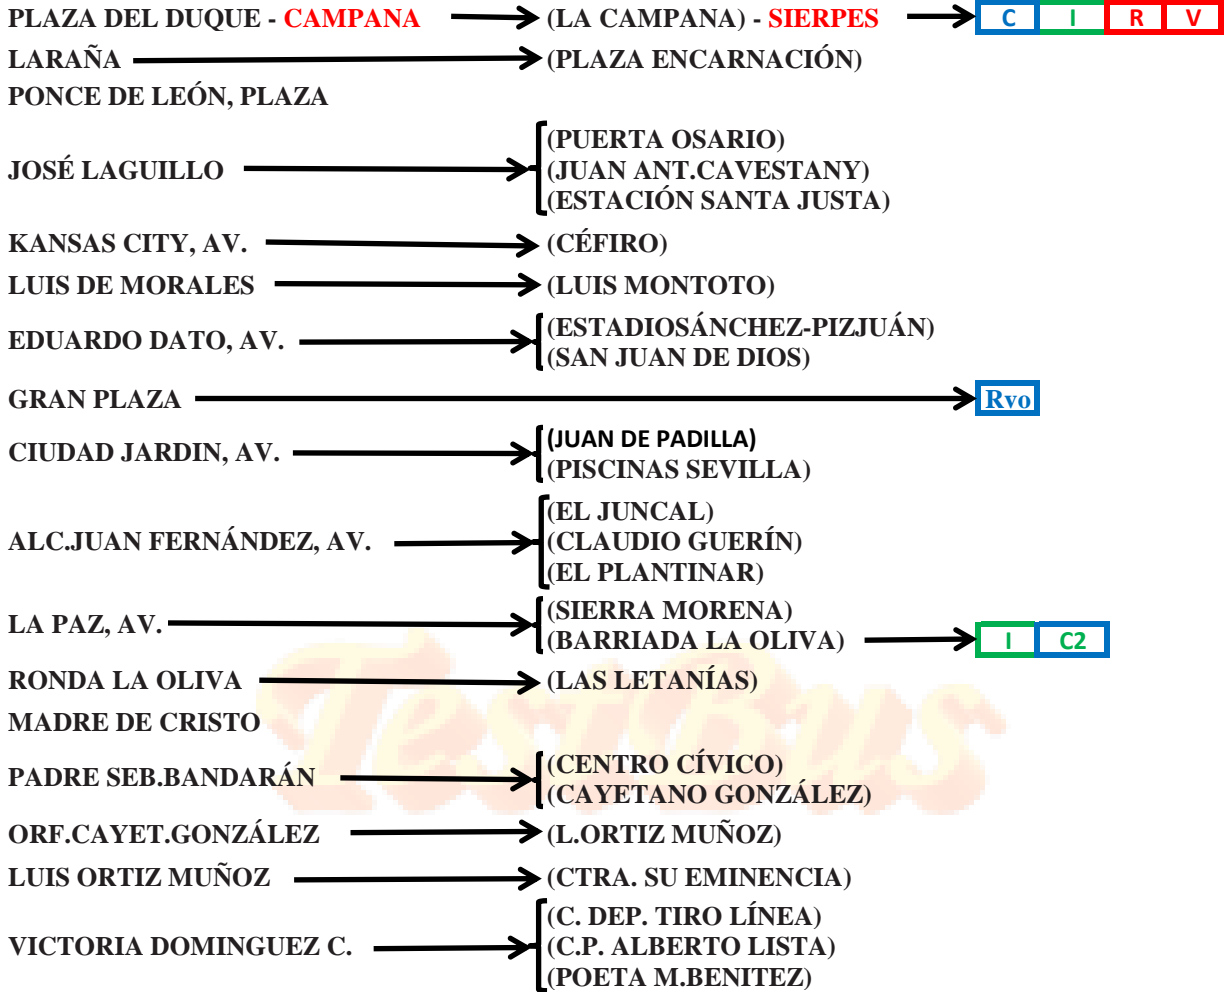 PLAZA DEL DUQUE - CAMPANA (LA CAMPANA) - SIERPES C I R V
LARAÑA (PLAZA ENCARNACIÓN)
PONCE DE LEÓN, PLAZA
JOSÉ LAGUILLO
(PUERTA OSARIO)
(JUAN ANT.CAVESTANY)
(ESTACIÓN SANTA JUSTA)
KANSAS CITY, AV. (CÉFIRO)
LUIS DE MORALES (LUIS MONTOTO)
EDUARDO DATO, AV.
(ESTADIOSÁNCHEZ-PIZJUÁN)
(SAN JUAN DE DIOS)
GRAN PLAZA Rvo
CIUDAD JARDIN, AV.
(JUAN DE PADILLA)
(PISCINAS SEVILLA)
ALC.JUAN FERNÁNDEZ, AV.
(EL JUNCAL)
(CLAUDIO GUERÍN)
(EL PLANTINAR)
LA PAZ, AV.
(SIERRA MORENA)
(BARRIADA LA OLIVA) I C2
RONDA LA OLIVA (LAS LETANÍAS)
MADRE DE CRISTO
PADRE SEB.BANDARÁN
(CENTRO CÍVICO)
(CAYETANO GONZÁLEZ)
ORF.CAYET.GONZÁLEZ (L.ORTIZ MUÑOZ)
LUIS ORTIZ MUÑOZ (CTRA. SU EMINENCIA)
VICTORIA DOMINGUEZ C.
(C. DEP. TIRO LÍNEA)
(C.P. ALBERTO LISTA)
(POETA M.BENITEZ)
TestBus